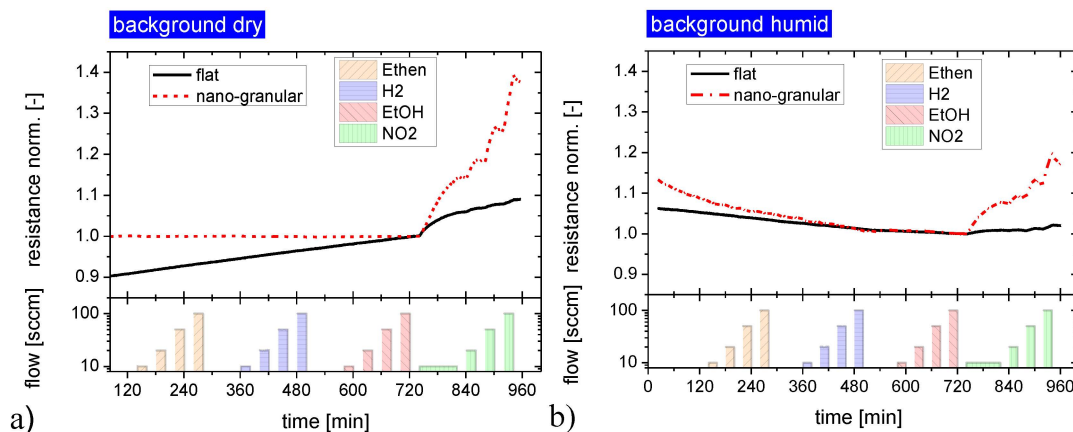 background dry
flat
nano-granular
Ethen
H2
EtOH
NO2
resistance norm. [-]
1.4
1.3
1.2
1.1
1.0
0.9
flow [sccm]
100
10
120 240 360 480 600 720 840 960
time [min]
a)
background humid
flat
nano-granular
Ethen
H2
EtOH
NO2
resistance norm. [-]
1.4
1.3
1.2
1.1
1.0
0.9
flow [sccm]
100
10
0 120 240 360 480 600 720 840 960
time [min]
b)